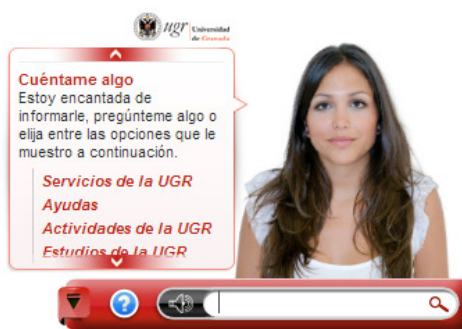 ugr Universidad
de Granada
Cuéntame algo
Estoy encantada de
informarle, pregúnteme algo o
elija entre las opciones que le
muestro a continuación.
Servicios de la UGR
Ayudas
Actividades de la UGR
Estudios de la UGR
?